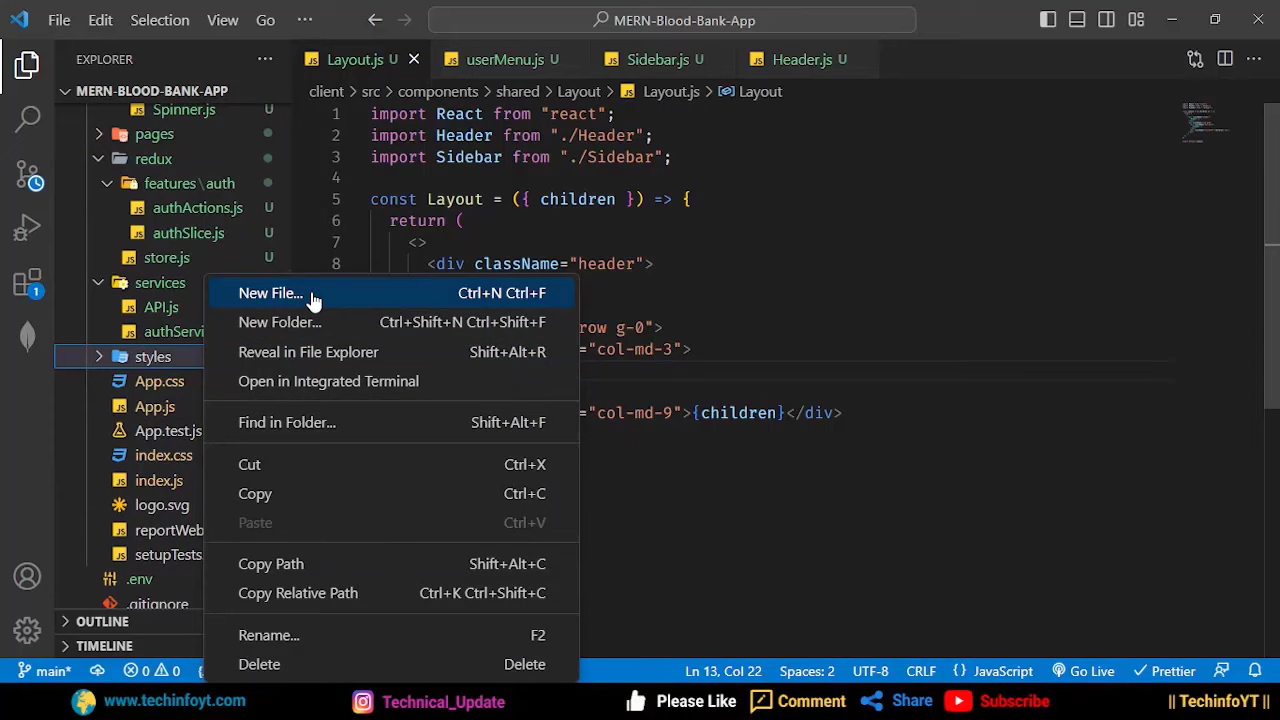 File Edit Selection View Go ··· MERN-Blood-Bank-App
EXPLORER ···
Layout.js U
userMenu.js U
Sidebar.js U
Header.js U
MERN-BLOOD-BANK-APP
client > src > components > shared > Layout > Layout.js > Layout
Spinner.js U
pages
redux
features\auth
authActions.js U
authSlice.js U
store.js U
services
API.js
authServi
styles
App.css
App.js
App.test.js
index.css
index.js
logo.svg
reportWeb
setupTests.
.env
.gitignore
OUTLINE
TIMELINE
1 import React from "react";
2 import Header from "./Header";
3 import Sidebar from "./Sidebar";
4
5 const Layout = ({ children }) => {
6 return (
7 <>
8 <div className="header">
row g-0">
="col-md-3">
="col-md-9">{children}</div>
New File... Ctrl+N Ctrl+F
New Folder... Ctrl+Shift+N Ctrl+Shift+F
Reveal in File Explorer Shift+Alt+R
Open in Integrated Terminal
Find in Folder... Shift+Alt+F
Cut Ctrl+X
Copy Ctrl+C
Paste Ctrl+V
Copy Path Shift+Alt+C
Copy Relative Path Ctrl+K Ctrl+Shift+C
Rename... F2
Delete Delete
1
main* 0 0 Ln 13, Col 22 Spaces: 2 UTF-8 CRLF {} JavaScript Go Live Prettier
www.techinfoyt.com Technical_Update Please Like Comment Share Subscribe || TechinfoYT ||